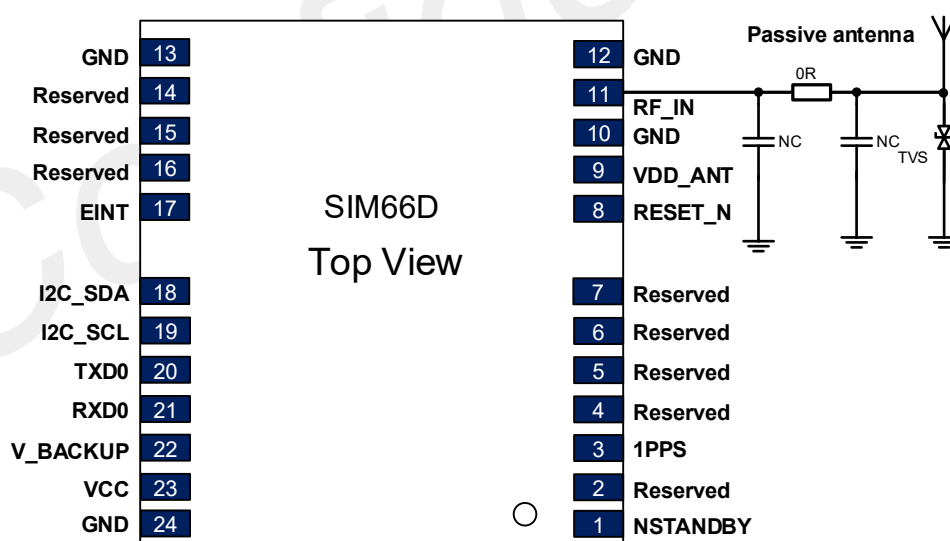 Passive antenna
GND 13 12 GND
0R
Reserved 14 11 RF_IN
Reserved 15 10 GND
NC NC
TVS
Reserved 16 9 VDD_ANT
EINT 17 8 RESET_N
SIM66D
Top View
I2C_SDA 18 7 Reserved
I2C_SCL 19 6 Reserved
TXD0 20 5 Reserved
RXD0 21 4 Reserved
V_BACKUP 22 3 1PPS
VCC 23 2 Reserved
GND 24 1 NSTANDBY